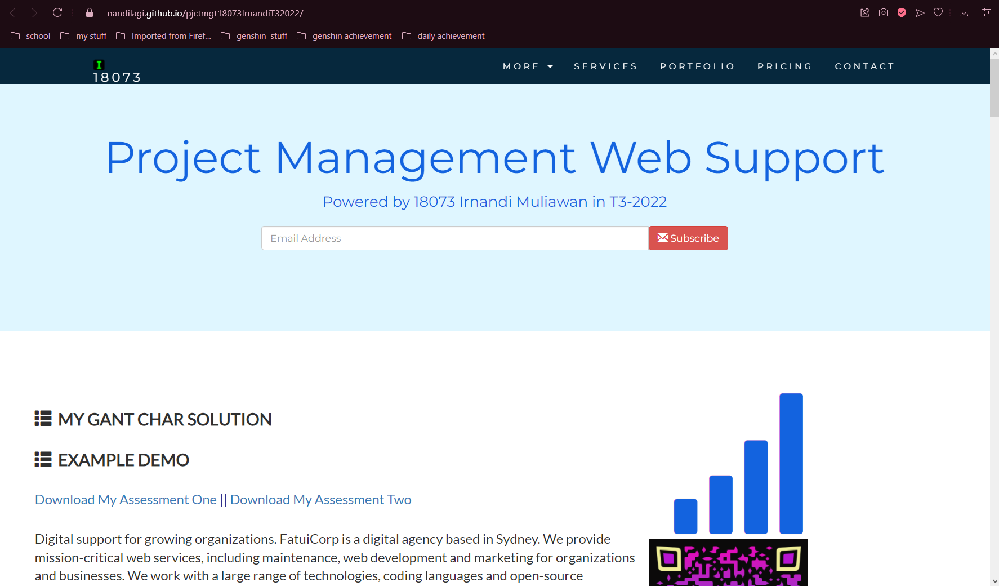 nandilagi.github.io/pjctmgt18073IrnandiT32022/
school my stuff Imported from Firef... genshin stuff genshin achievement daily achievement
I
18073
MORE SERVICES PORTFOLIO PRICING CONTACT
Project Management Web Support
Powered by 18073 Irnandi Muliawan in T3-2022
Email Address Subscribe
MY GANT CHAR SOLUTION
EXAMPLE DEMO
Download My Assessment One || Download My Assessment Two
Digital support for growing organizations. FatuiCorp is a digital agency based in Sydney. We provide
mission-critical web services, including maintenance, web development and marketing for organizations
and businesses. We work with a large range of technologies, coding languages and open-source